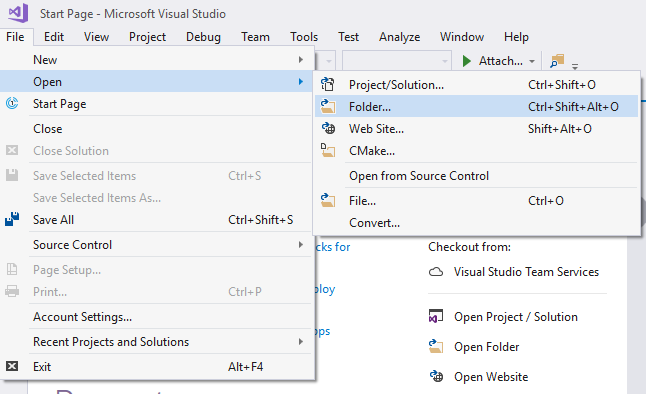 Start Page - Microsoft Visual Studio
File Edit View Project Debug Team Tools Test Analyze Window Help
Attach...
New
Open
Start Page
Close
Close Solution
Save Selected Items Ctrl+S
Save Selected Items As...
Save All Ctrl+Shift+S
Source Control
Page Setup...
Print... Ctrl+P
Account Settings...
Recent Projects and Solutions
Exit Alt+F4
Project/Solution... Ctrl+Shift+O
Folder... Ctrl+Shift+Alt+O
Web Site... Shift+Alt+O
CMake...
Open from Source Control
File... Ctrl+O
Convert...
for
Checkout from:
Visual Studio Team Services
Open Project / Solution
Open Folder
Open Website